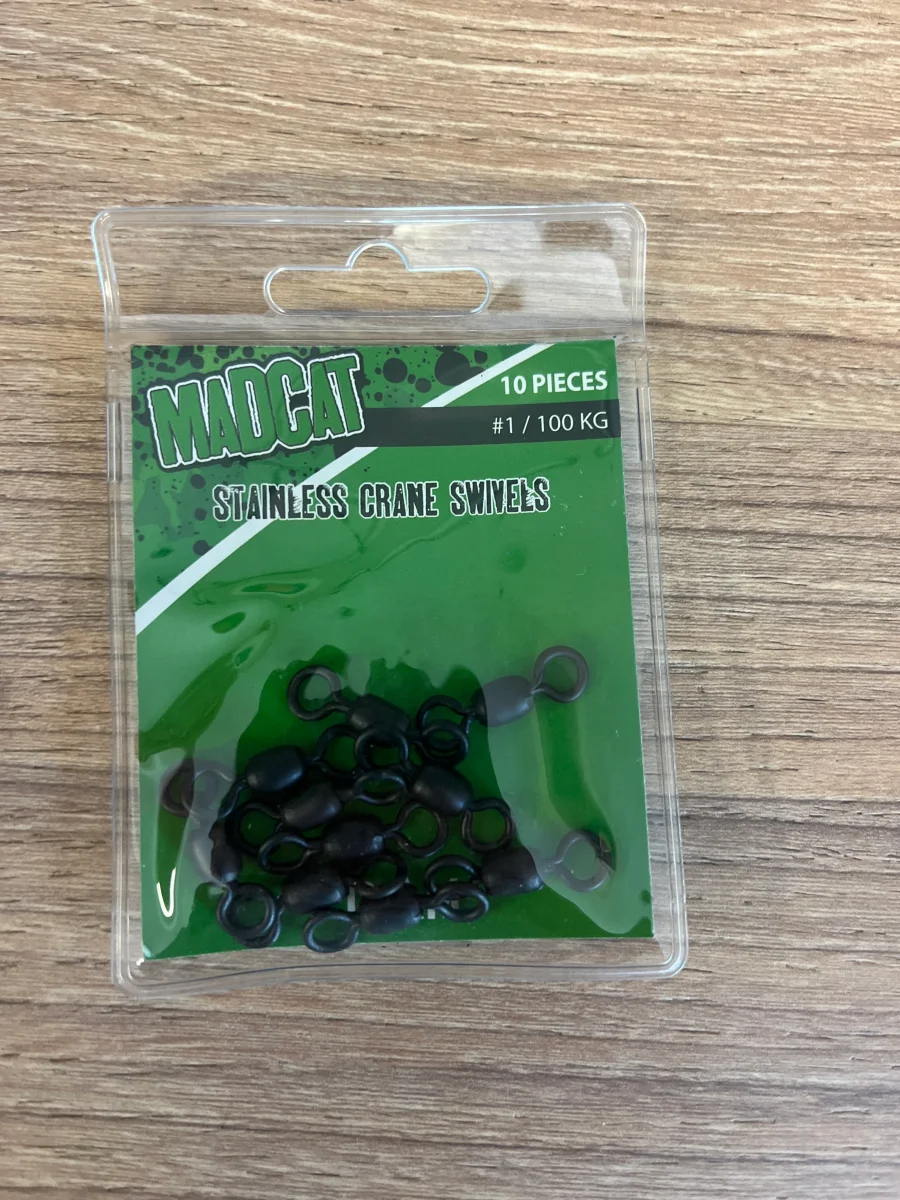 MADCAT
10 PIECES
#1 / 100 KG
STAINLESS CRANE SWIVELS